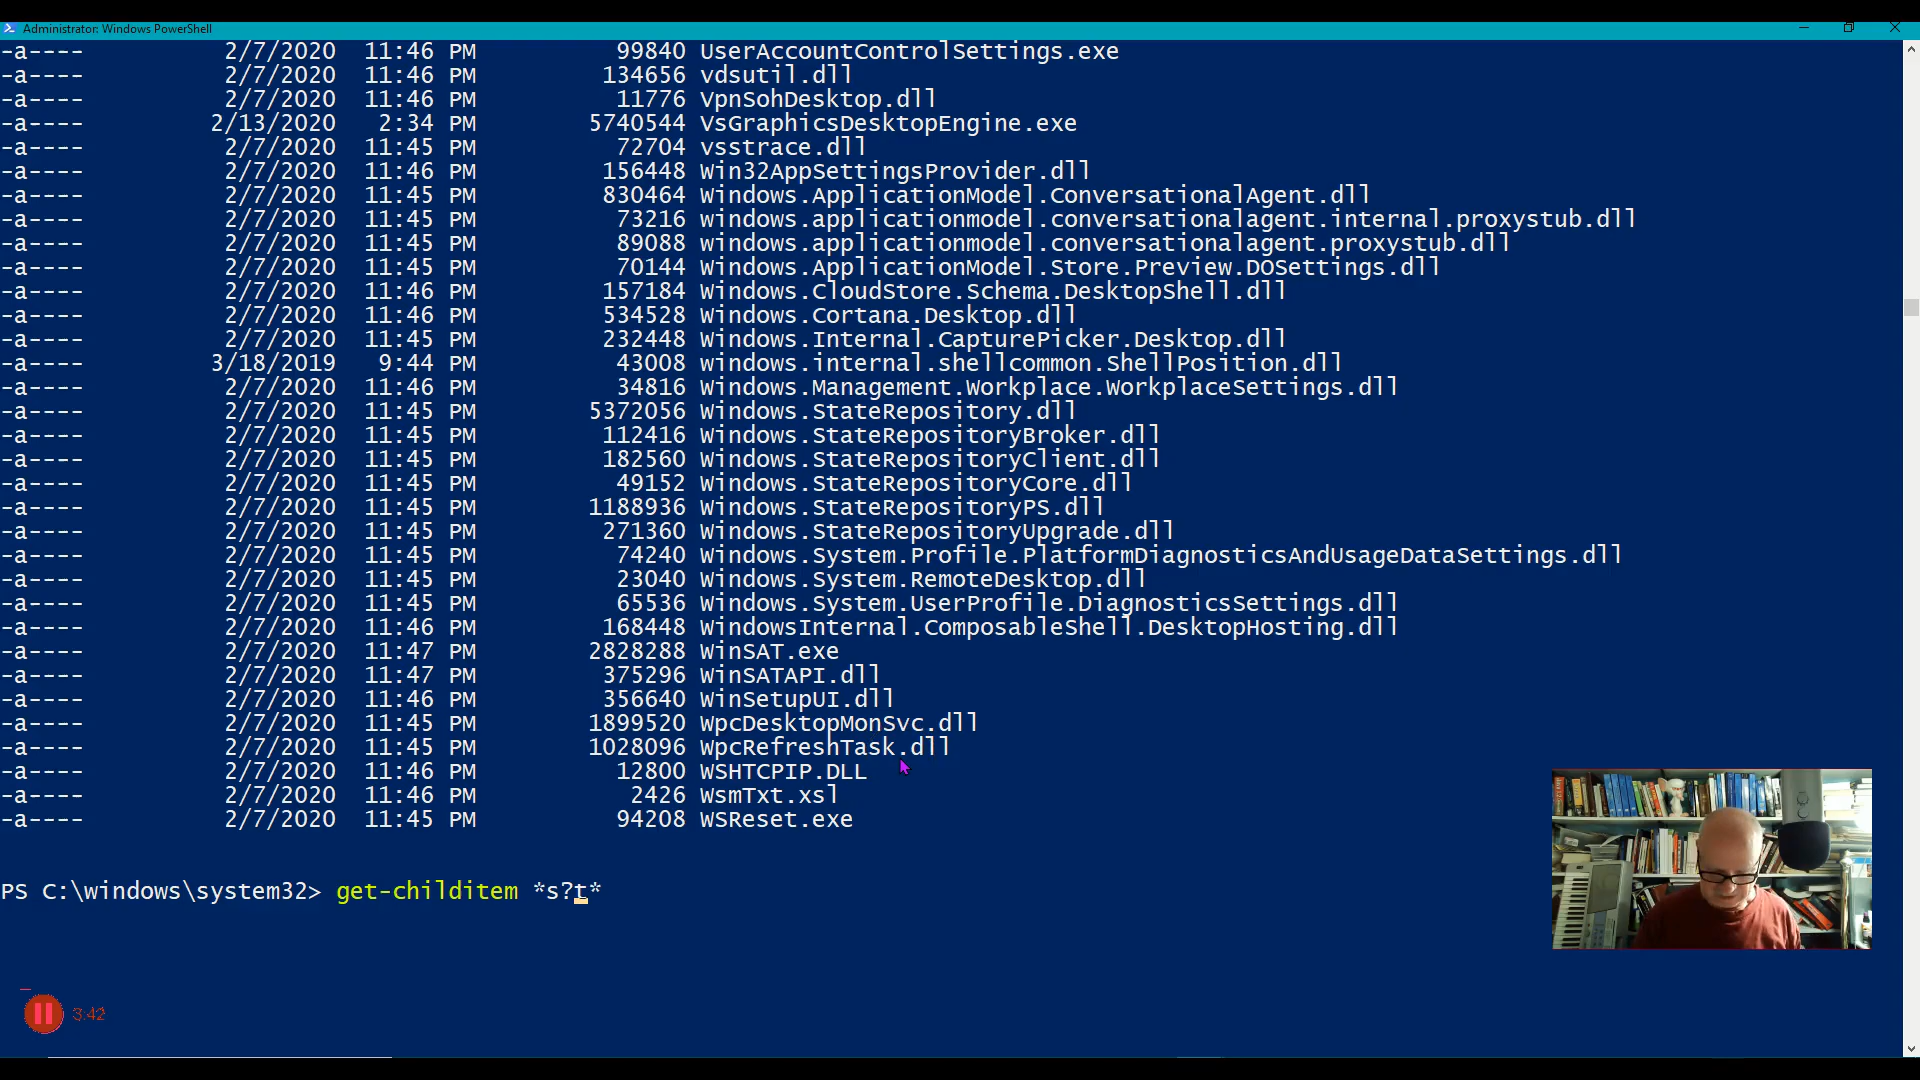 Administrator: Windows PowerShell
-a---- 2/7/2020 11:46 PM 99840 UserAccountControlSettings.exe
-a---- 2/7/2020 11:46 PM 134656 vdsutil.dll
-a---- 2/7/2020 11:46 PM 11776 VpnSohDesktop.dll
-a---- 2/13/2020 2:34 PM 5740544 VsGraphicsDesktopEngine.exe
-a---- 2/7/2020 11:45 PM 72704 vsstrace.dll
-a---- 2/7/2020 11:46 PM 156448 Win32AppSettingsProvider.dll
-a---- 2/7/2020 11:45 PM 830464 Windows.ApplicationModel.ConversationalAgent.dll
-a---- 2/7/2020 11:45 PM 73216 windows.applicationmodel.conversationalagent.internal.proxystub.dll
-a---- 2/7/2020 11:45 PM 89088 windows.applicationmodel.conversationalagent.proxystub.dll
-a---- 2/7/2020 11:45 PM 70144 Windows.ApplicationModel.Store.Preview.DOSettings.dll
-a---- 2/7/2020 11:46 PM 157184 Windows.CloudStore.Schema.DesktopShell.dll
-a---- 2/7/2020 11:46 PM 534528 Windows.Cortana.Desktop.dll
-a---- 2/7/2020 11:45 PM 232448 Windows.Internal.CapturePicker.Desktop.dll
-a---- 3/18/2019 9:44 PM 43008 windows.internal.shellcommon.ShellPosition.dll
-a---- 2/7/2020 11:46 PM 34816 Windows.Management.Workplace.WorkplaceSettings.dll
-a---- 2/7/2020 11:45 PM 5372056 Windows.StateRepository.dll
-a---- 2/7/2020 11:45 PM 112416 Windows.StateRepositoryBroker.dll
-a---- 2/7/2020 11:45 PM 182560 Windows.StateRepositoryClient.dll
-a---- 2/7/2020 11:45 PM 49152 Windows.StateRepositoryCore.dll
-a---- 2/7/2020 11:45 PM 1188936 Windows.StateRepositoryPS.dll
-a---- 2/7/2020 11:45 PM 271360 Windows.StateRepositoryUpgrade.dll
-a---- 2/7/2020 11:45 PM 74240 Windows.System.Profile.PlatformDiagnosticsAndUsageDataSettings.dll
-a---- 2/7/2020 11:45 PM 23040 Windows.System.RemoteDesktop.dll
-a---- 2/7/2020 11:45 PM 65536 Windows.System.UserProfile.DiagnosticsSettings.dll
-a---- 2/7/2020 11:46 PM 168448 WindowsInternal.ComposableShell.DesktopHosting.dll
-a---- 2/7/2020 11:47 PM 2828288 WinSAT.exe
-a---- 2/7/2020 11:47 PM 375296 WinSATAPI.dll
-a---- 2/7/2020 11:46 PM 356640 WinSetupUI.dll
-a---- 2/7/2020 11:45 PM 1899520 WpcDesktopMonSvc.dll
-a---- 2/7/2020 11:45 PM 1028096 WpcRefreshTask.dll
-a---- 2/7/2020 11:46 PM 12800 WSHTCPIP.DLL
-a---- 2/7/2020 11:46 PM 2426 WsmTxt.xsl
-a---- 2/7/2020 11:45 PM 94208 WSReset.exe
PS C:\windows\system32> get-childitem *s?t*
3:42